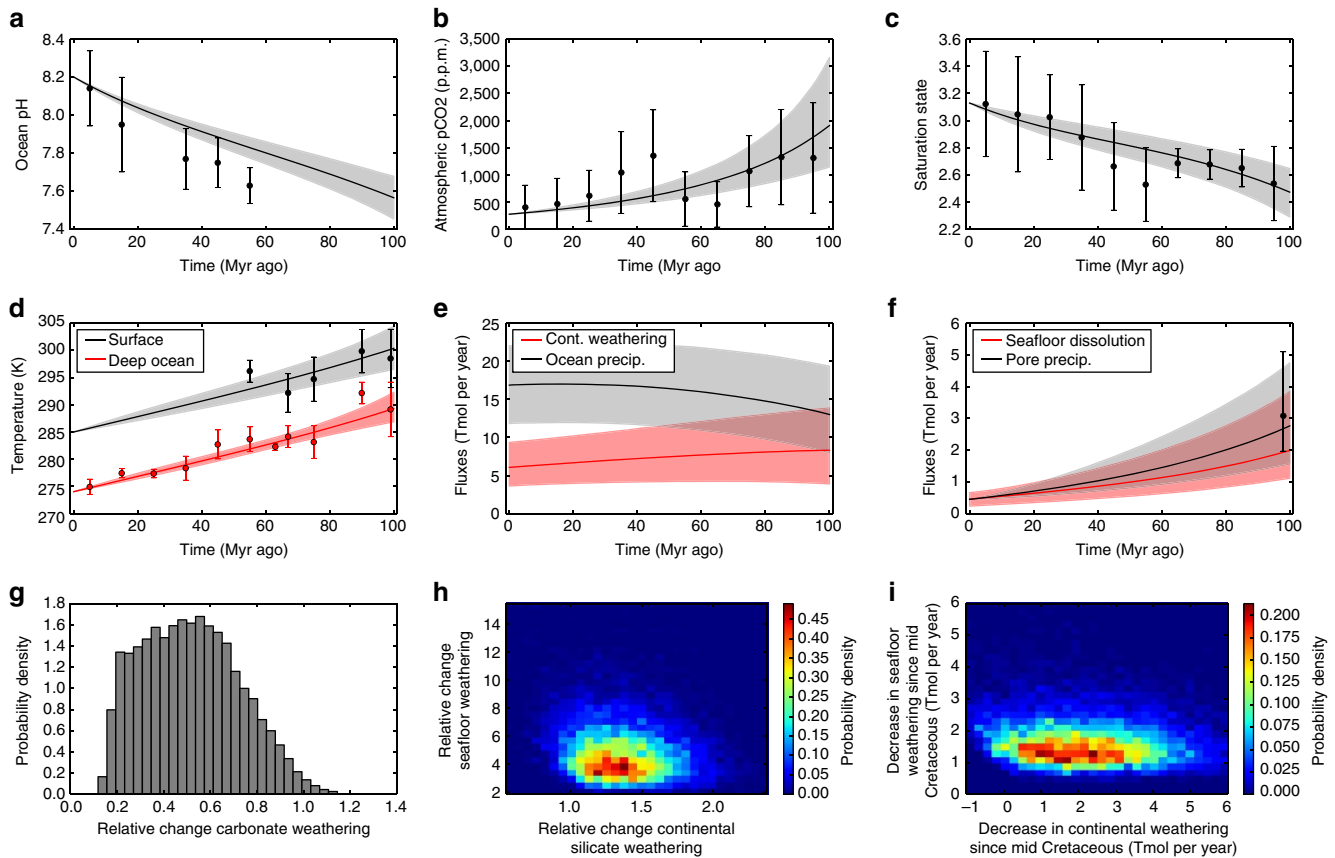 a
8.4
8.2
8.0
7.8
7.6
7.4
Ocean pH
0 20 40 60 80 100
Time (Myr ago)
b
3,500
3,000
2,500
2,000
1,500
1,000
500
0
Atmospheric pCO2 (p.p.m.)
0 20 40 60 80 100
Time (Myr ago)
c
3.6
3.4
3.2
3.0
2.8
2.6
2.4
2.2
Saturation state
0 20 40 60 80 100
Time (Myr ago)
d
305
300
295
290
285
280
275
270
Temperature (K)
Surface
Deep ocean
0 20 40 60 80 100
Time (Myr ago)
e
25
20
15
10
5
0
Fluxes (Tmol per year)
Cont. weathering
Ocean precip.
0 20 40 60 80 100
Time (Myr ago)
f
6
5
4
3
2
1
0
Fluxes (Tmol per year)
Seafloor dissolution
Pore precip.
0 20 40 60 80 100
Time (Myr ago)
g
1.8
1.6
1.4
1.2
1.0
0.8
0.6
0.4
0.2
0.0
Probability density
0.0 0.2 0.4 0.6 0.8 1.0 1.2 1.4
Relative change carbonate weathering
h
14
12
10
8
6
4
2
Relative change
seafloor weathering
1.0 1.5 2.0
Relative change continental
silicate weathering
0.45
0.40
0.35
0.30
0.25
0.20
0.15
0.10
0.05
0.00
Probability density
i
6
5
4
3
2
1
0
Decrease in seafloor
weathering since mid
Cretaceous (Tmol per year)
−1 0 1 2 3 4 5 6
Decrease in continental weathering
since mid Cretaceous (Tmol per year)
0.200
0.175
0.150
0.125
0.100
0.075
0.050
0.025
0.000
Probability density